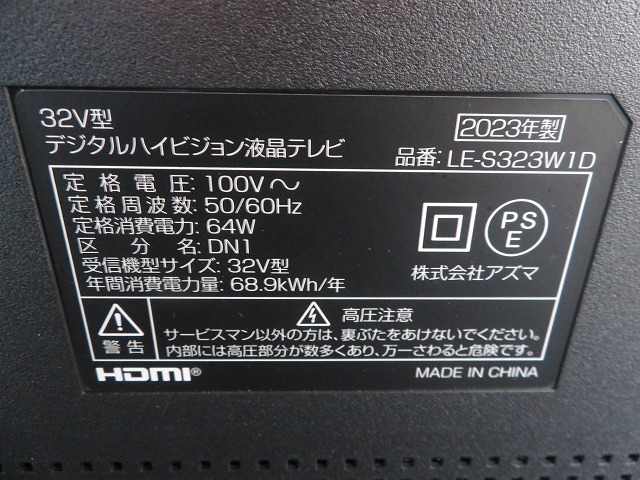 32V型
2023年製
デジタルハイビジョン液晶テレビ
品番: LE-S323W1D
定格電圧: 100V～
定格周波数: 50/60Hz
定格消費電力: 64W
区分名: DN1
受信機型サイズ: 32V型
年間消費電力量: 68.9kWh/年
PS
E
株式会社アズマ
警告
高圧注意
サービスマン以外の方は、裏ぶたをあけないでください。
内部には高圧部分が数多くあり、万一さわると危険です。
HDMI®
MADE IN CHINA